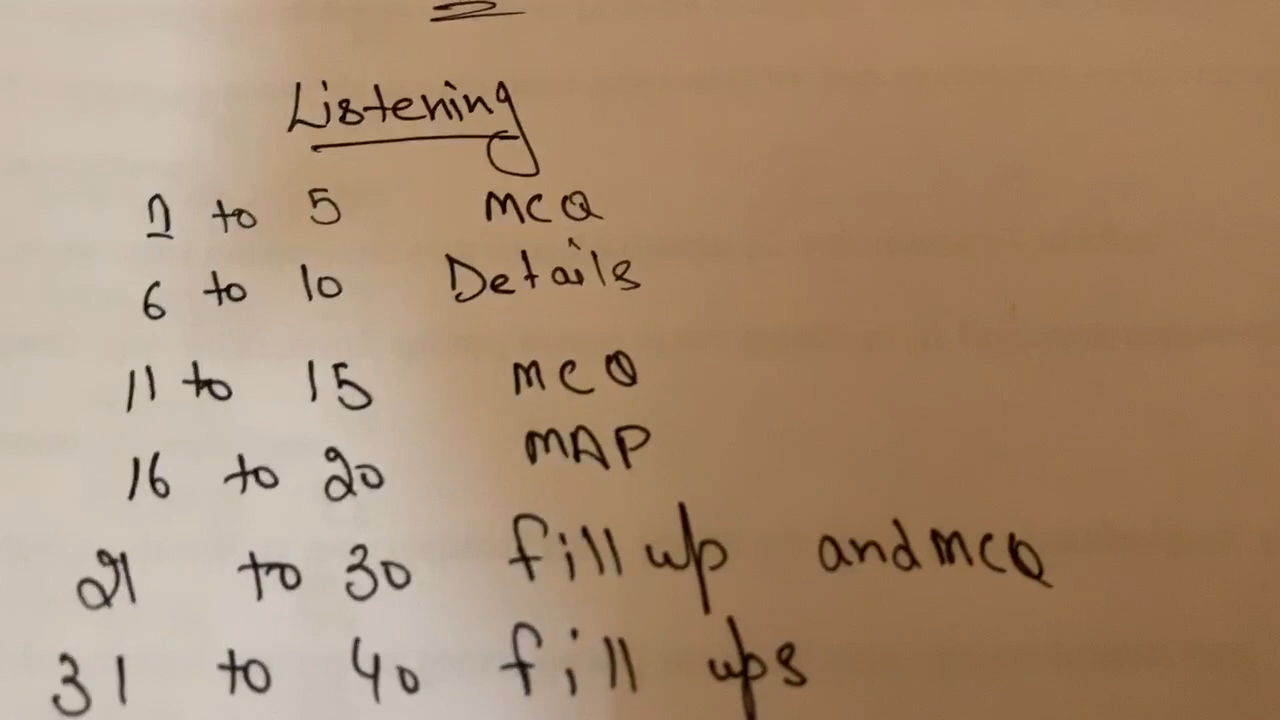 Listening
1 to 5 MCQ
6 to 10 Details
11 to 15 MCQ
16 to 20 MAP
21 to 30 fill up and MCQ
31 to 40 fill ups